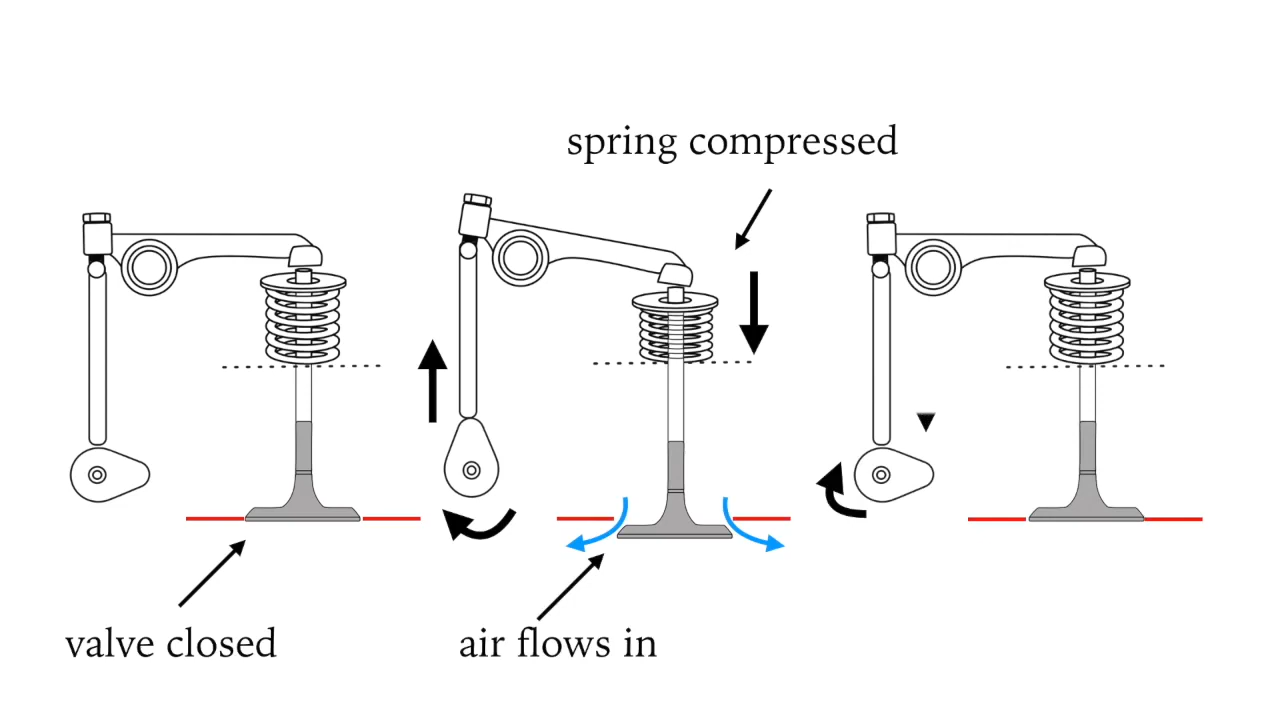 spring compressed
valve closed
air flows in